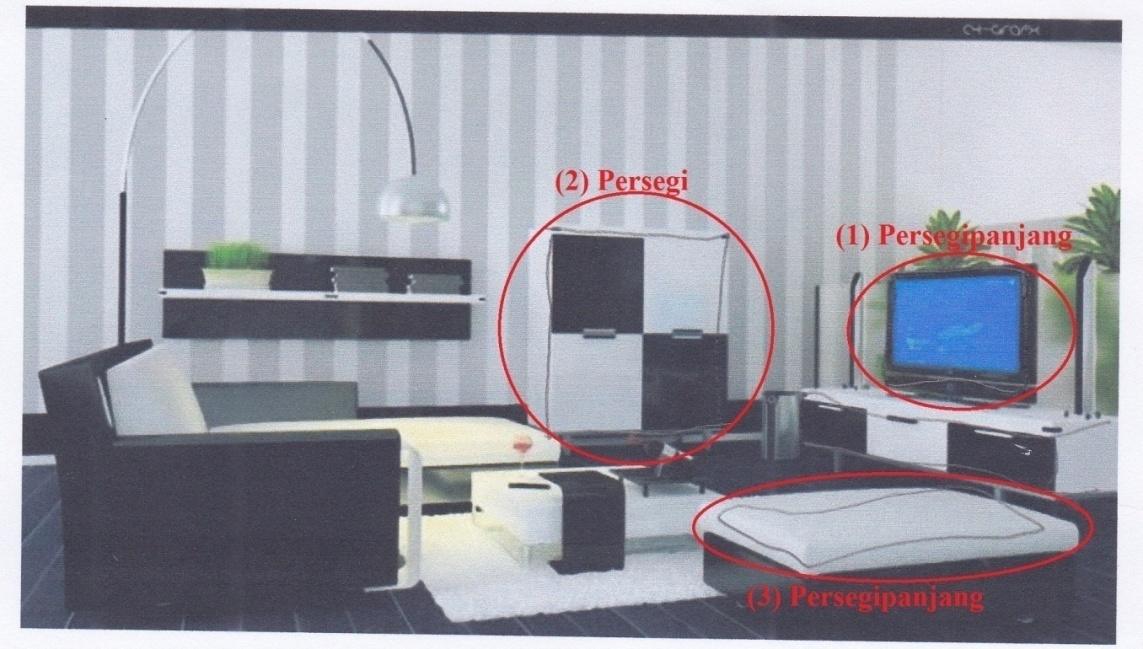 (2) Persegi
(1) Persegipanjang
(3) Persegipanjang